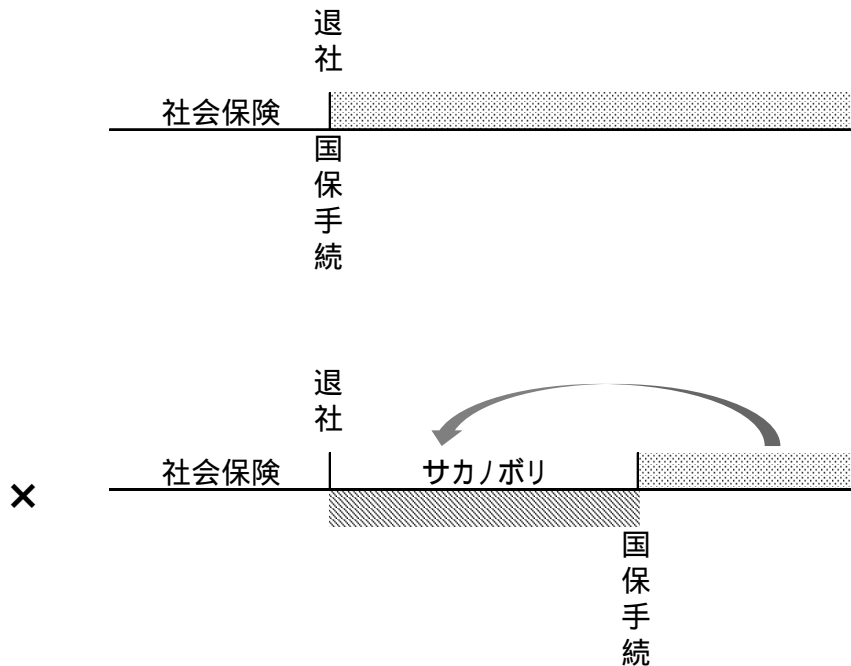 退社
社会保険
国保手続
退社
社会保険
サカノボリ
×
国保手続